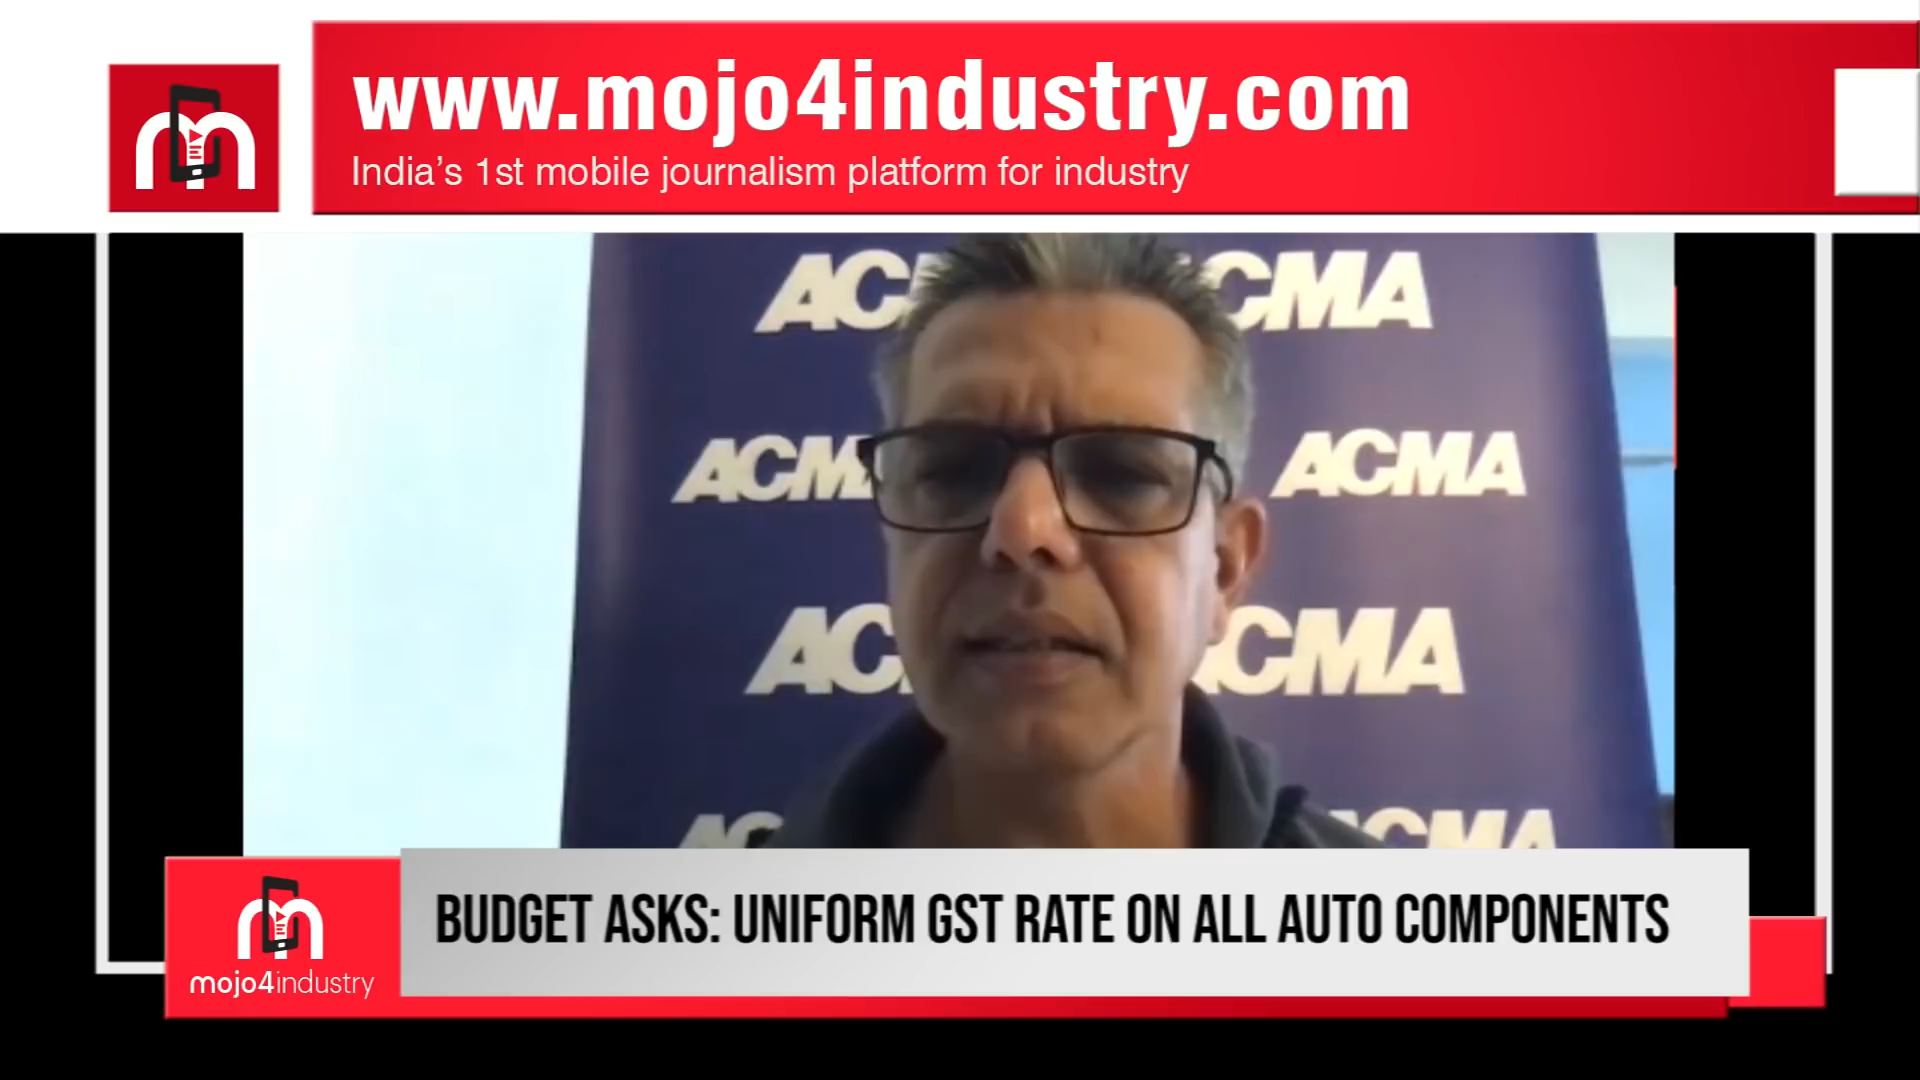 www.mojo4industry.com
India's 1st mobile journalism platform for industry
ACMA
ACMA
ACMA
ACMA
BUDGET ASKS: UNIFORM GST RATE ON ALL AUTO COMPONENTS
mojo4industry